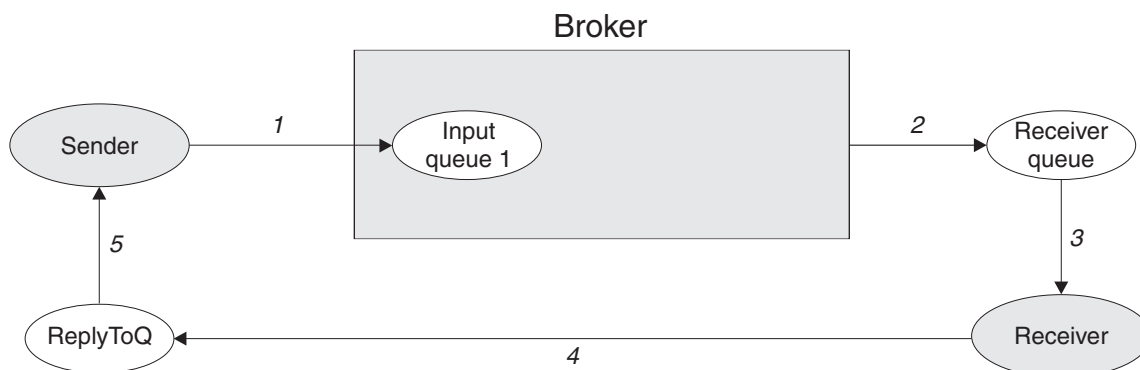 Broker
Sender
1
Input
queue 1
2
Receiver
queue
5
3
ReplyToQ
4
Receiver